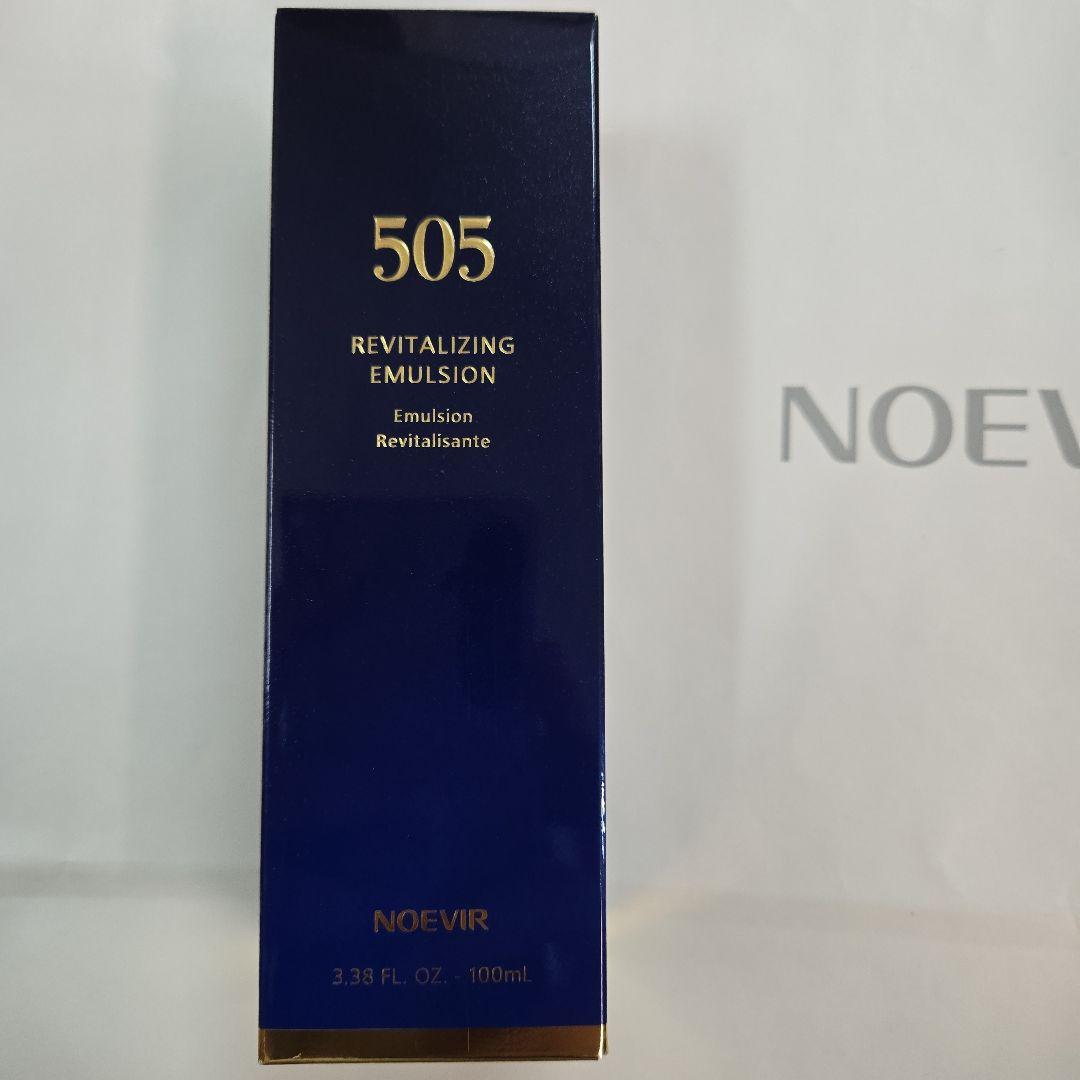 505
REVITALIZING
EMULSION
Emulsion
Revitalisante
NOEVIR
3.38 FL. OZ. - 100mL
NOEV